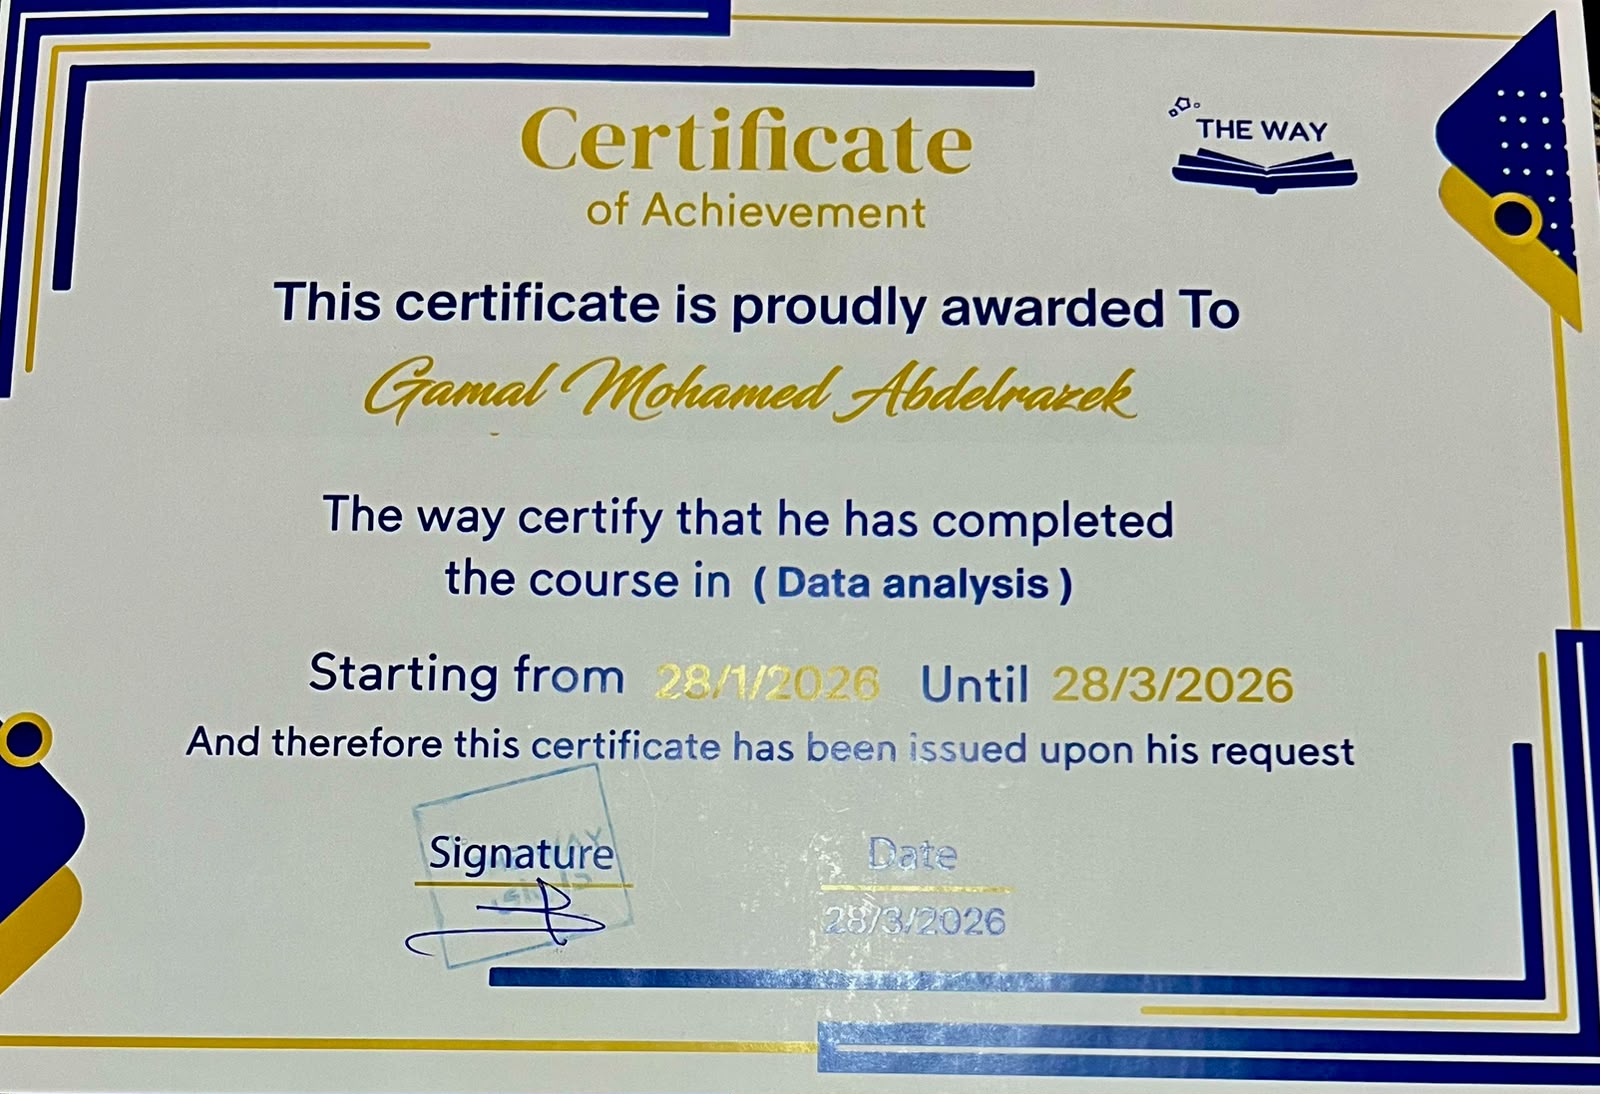 Certificate
of Achievement
THE WAY
This certificate is proudly awarded To
Gamal Mohamed Abdelrazek
The way certify that he has completed
the course in ( Data analysis )
Starting from 28/1/2026 Until 28/3/2026
And therefore this certificate has been issued upon his request
Signature
Date
28/3/2026